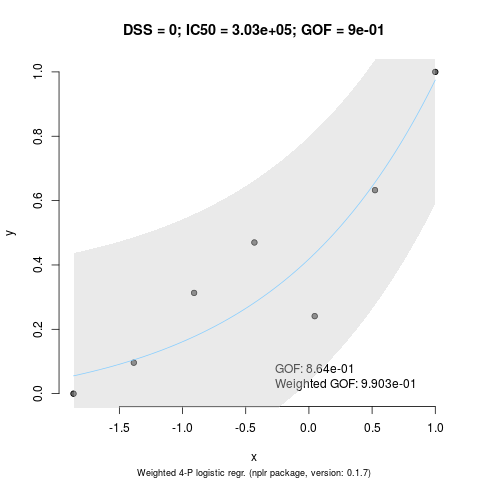 DSS = 0; IC50 = 3.03e+05; GOF = 9e-01
1.0
0.8
0.6
0.4
0.2
0.0
y
GOF: 8.64e-01
Weighted GOF: 9.903e-01
-1.5 -1.0 -0.5 0.0 0.5 1.0
x
Weighted 4-P logistic regr. (nplr package, version: 0.1.7)